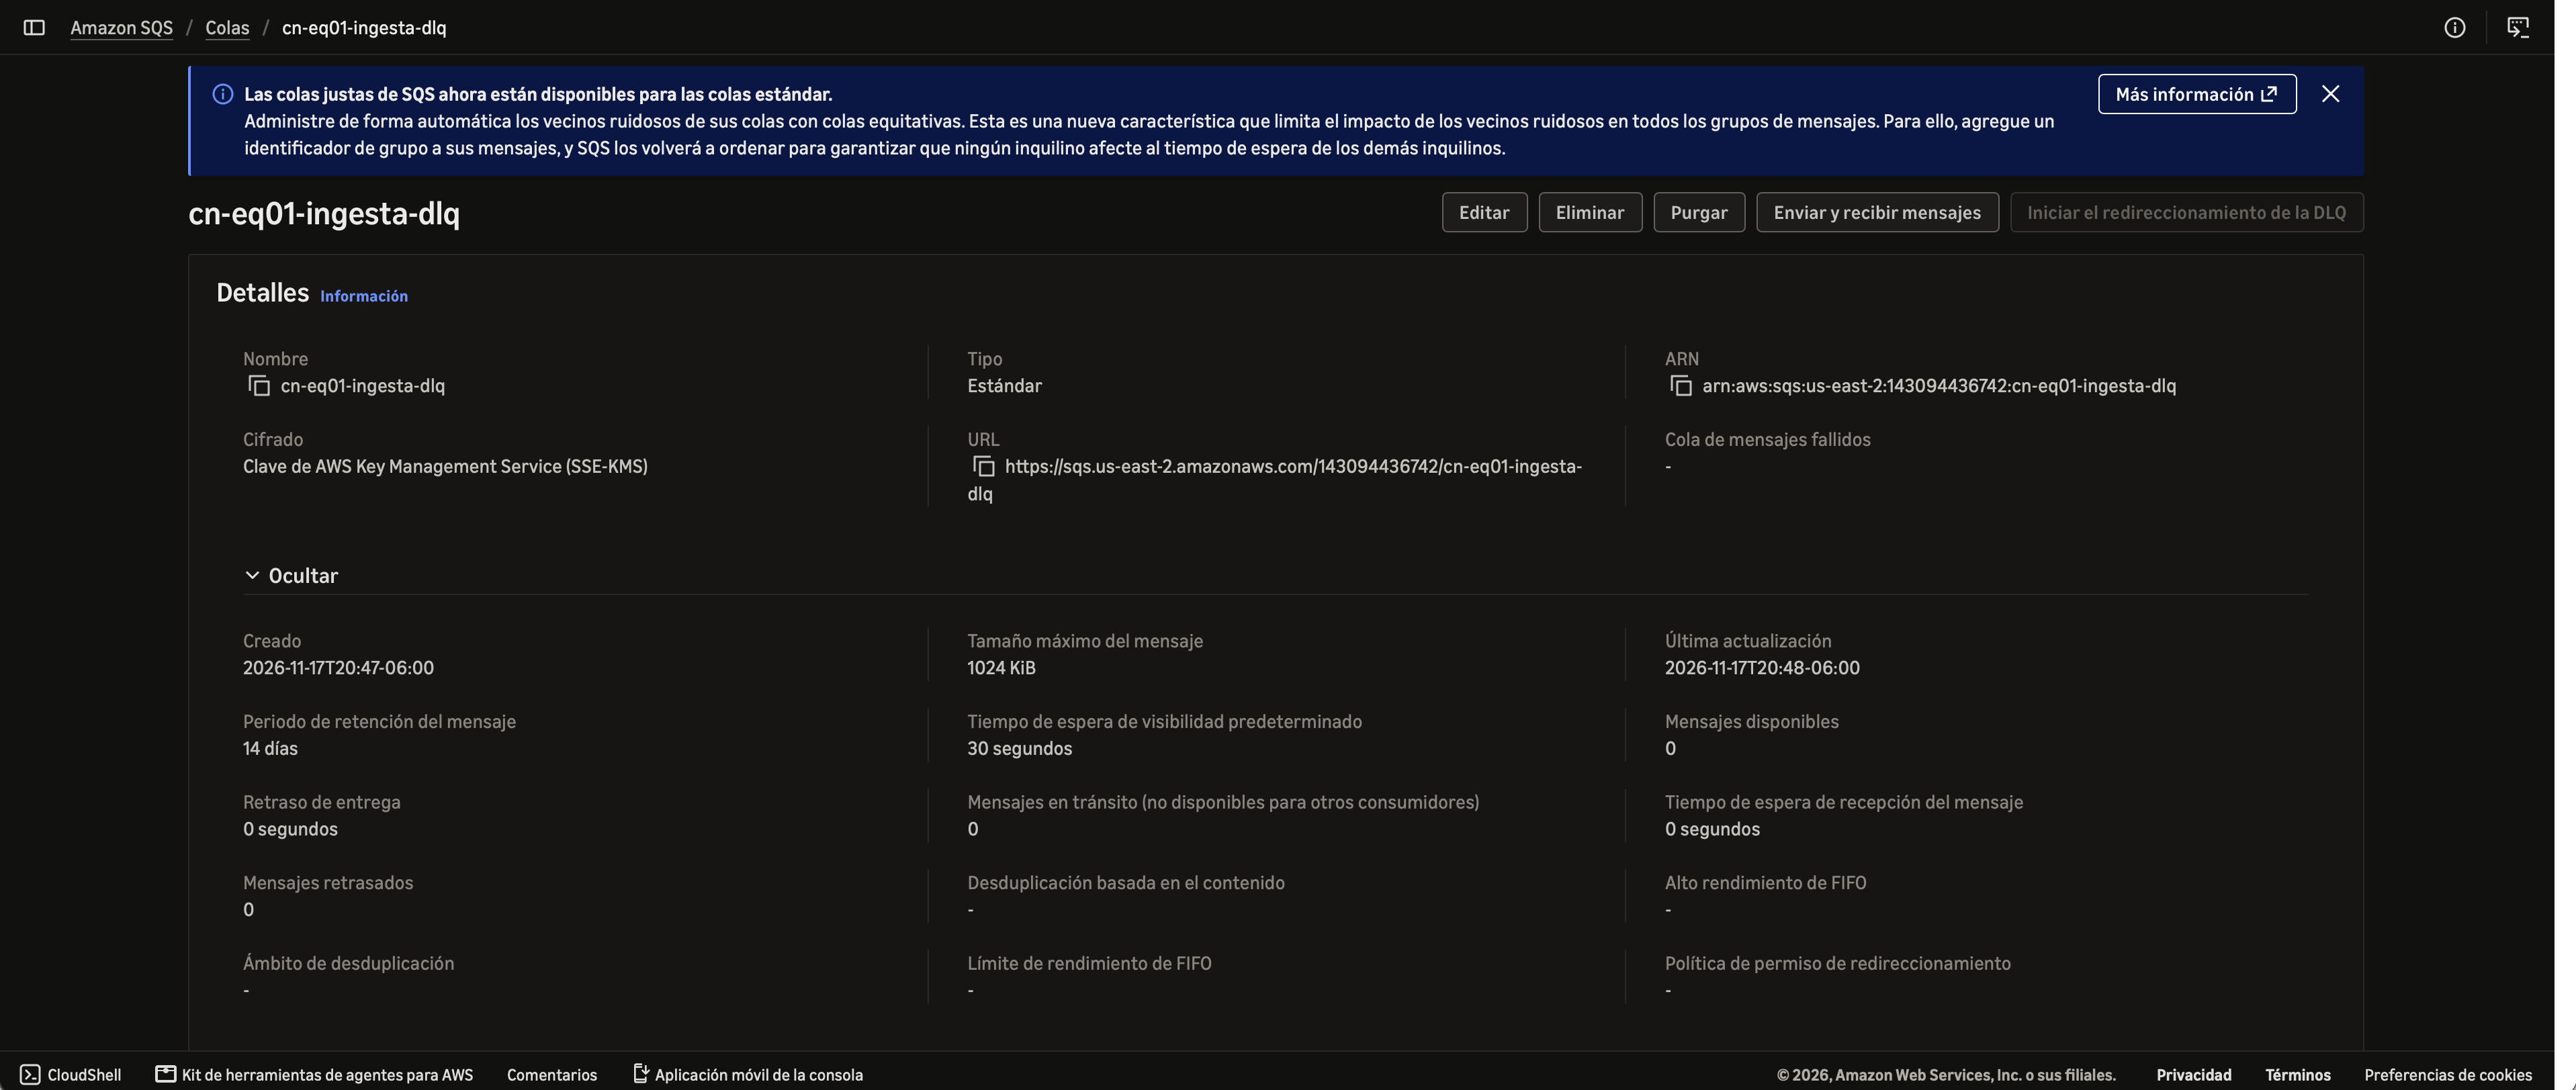 Amazon SQS / Colas / cn-eq01-ingesta-dlq
Las colas justas de SQS ahora están disponibles para las colas estándar.
Administre de forma automática los vecinos ruidosos de sus colas con colas equitativas. Esta es una nueva característica que limita el impacto de los vecinos ruidosos en todos los grupos de mensajes. Para ello, agregue un
identificador de grupo a sus mensajes, y SQS los volverá a ordenar para garantizar que ningún inquilino afecte al tiempo de espera de los demás inquilinos.
Más información
cn-eq01-ingesta-dlq
Editar
Eliminar
Purgar
Enviar y recibir mensajes
Iniciar el redireccionamiento de la DLQ
Detalles Información
Nombre
cn-eq01-ingesta-dlq
Tipo
Estándar
ARN
arn:aws:sqs:us-east-2:143094436742:cn-eq01-ingesta-dlq
Cifrado
Clave de AWS Key Management Service (SSE-KMS)
URL
https://sqs.us-east-2.amazonaws.com/143094436742/cn-eq01-ingesta-
dlq
Cola de mensajes fallidos
-
Ocultar
Creado
2026-11-17T20:47-06:00
Tamaño máximo del mensaje
1024 KiB
Última actualización
2026-11-17T20:48-06:00
Periodo de retención del mensaje
14 días
Tiempo de espera de visibilidad predeterminado
30 segundos
Mensajes disponibles
0
Retraso de entrega
0 segundos
Mensajes en tránsito (no disponibles para otros consumidores)
0
Tiempo de espera de recepción del mensaje
0 segundos
Mensajes retrasados
0
Desduplicación basada en el contenido
-
Alto rendimiento de FIFO
-
Ámbito de desduplicación
-
Límite de rendimiento de FIFO
-
Política de permiso de redireccionamiento
-
CloudShell
Kit de herramientas de agentes para AWS
Comentarios
Aplicación móvil de la consola
© 2026, Amazon Web Services, Inc. o sus filiales.
Privacidad
Términos
Preferencias de cookies